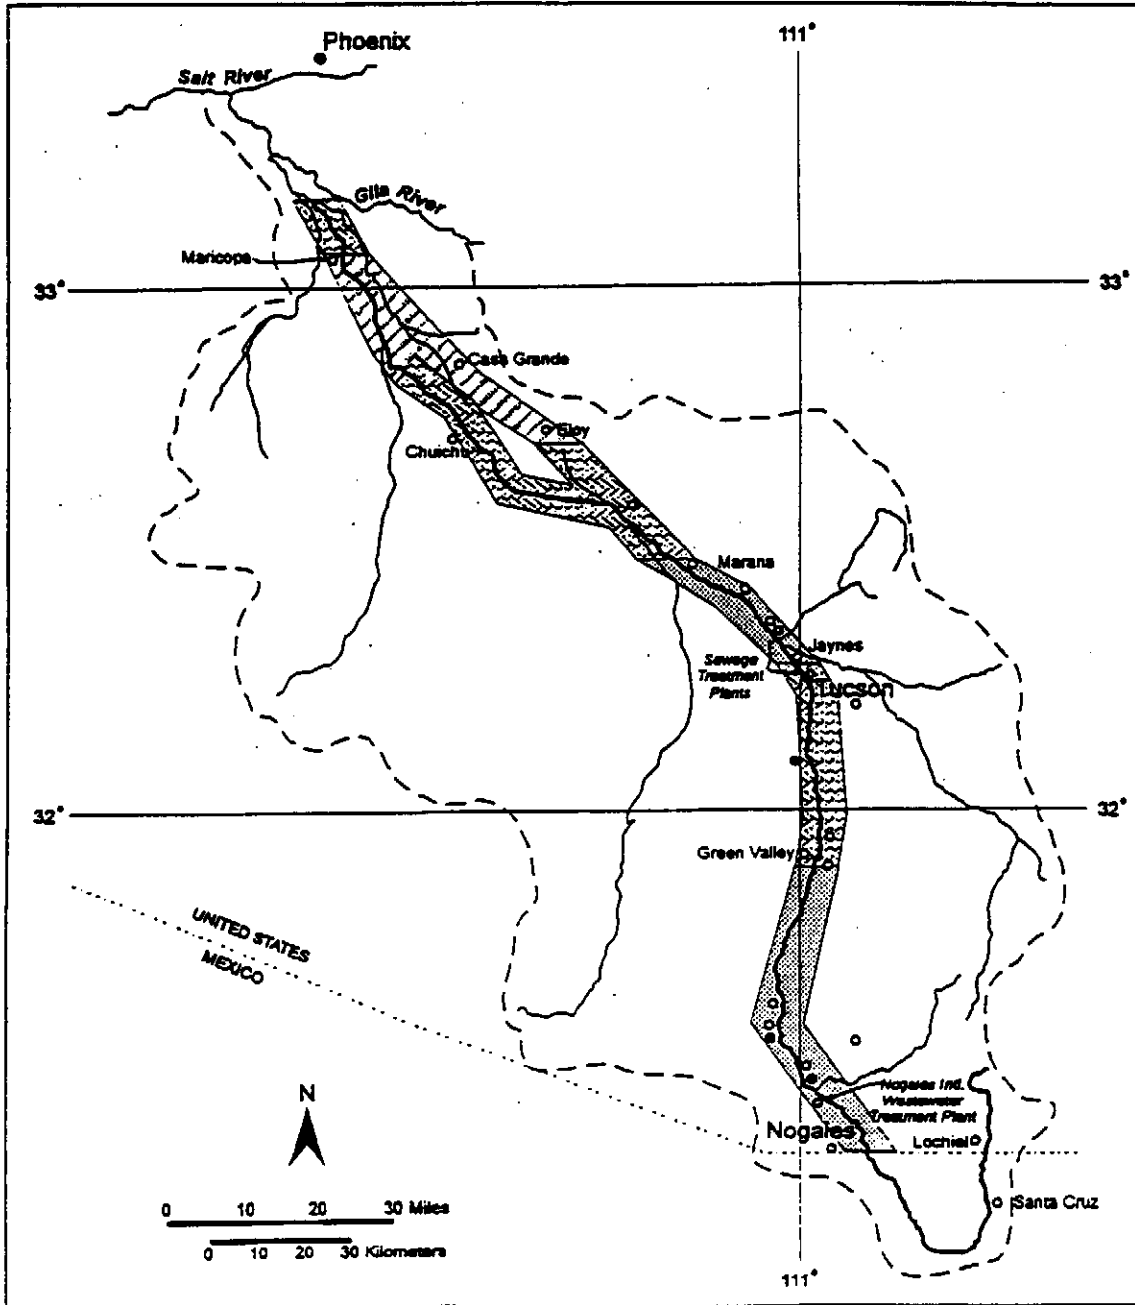 111°
Phoenix
Salt River
Gila River
Maricopa
33°
33°
Casa Grande
Eloy
Chuichu
Marana
Jaynes
Sewage
Treatment
Plants
Tucson
32°
32°
Green Valley
UNITED STATES
MEXICO
N
Nogales Intl.
Wastewater
Treatment Plant
Nogales
Lochiel
Santa Cruz
0 10 20 30 Miles
0 10 20 30 Kilometers
111°